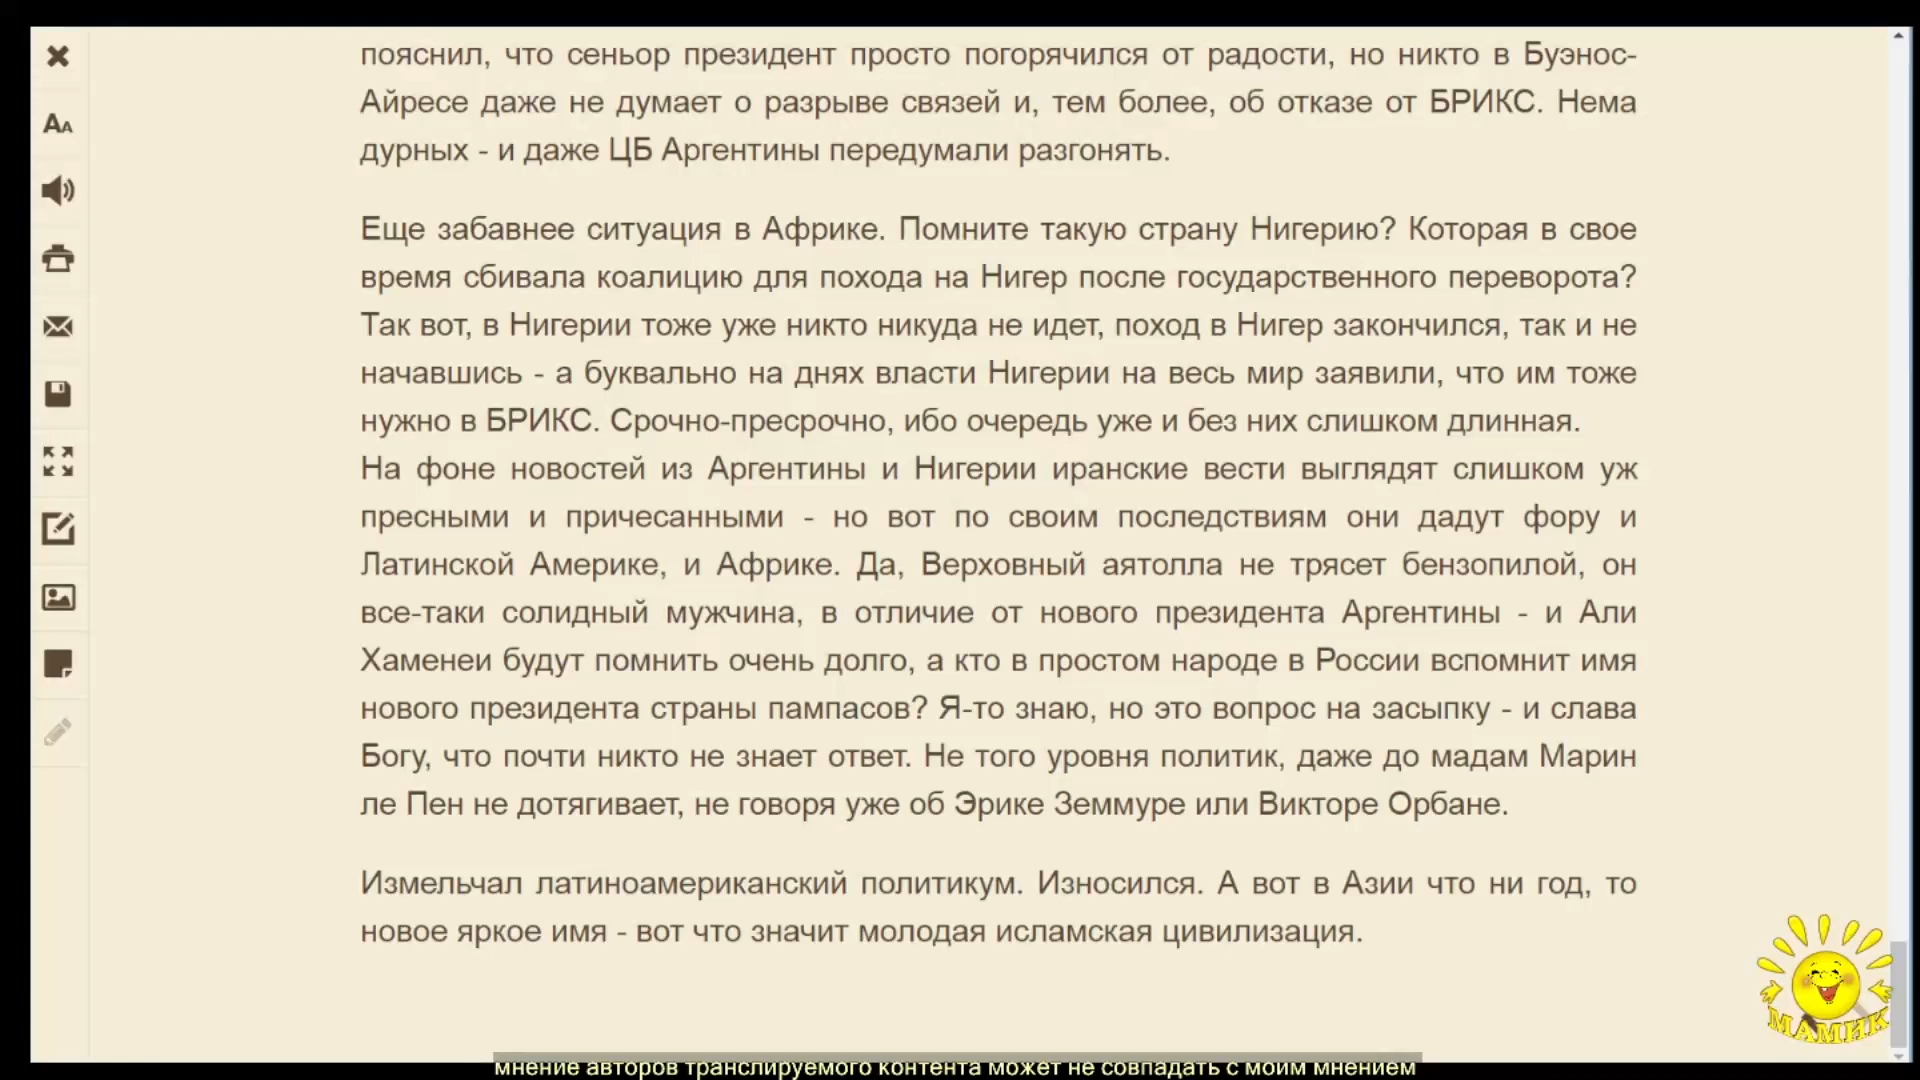 пояснил, что сеньор президент просто погорячился от радости, но никто в Буэнос-
Айресе даже не думает о разрыве связей и, тем более, об отказе от БРИКС. Нема
дурных - и даже ЦБ Аргентины передумали разгонять.
Еще забавнее ситуация в Африке. Помните такую страну Нигерию? Которая в свое
время сбивала коалицию для похода на Нигер после государственного переворота?
Так вот, в Нигерии тоже уже никто никуда не идет, поход в Нигер закончился, так и не
начавшись - а буквально на днях власти Нигерии на весь мир заявили, что им тоже
нужно в БРИКС. Срочно-пресрочно, ибо очередь уже и без них слишком длинная.
На фоне новостей из Аргентины и Нигерии иранские вести выглядят слишком уж
пресными и причесанными - но вот по своим последствиям они дадут фору и
Латинской Америке, и Африке. Да, Верховный аятолла не трясет бензопилой, он
все-таки солидный мужчина, в отличие от нового президента Аргентины - и Али
Хаменеи будут помнить очень долго, а кто в простом народе в России вспомнит имя
нового президента страны пампасов? Я-то знаю, но это вопрос на засыпку - и слава
Богу, что почти никто не знает ответ. Не того уровня политик, даже до мадам Марин
ле Пен не дотягивает, не говоря уже об Эрике Земмуре или Викторе Орбане.
Измельчал латиноамериканский политикум. Износился. А вот в Азии что ни год, то
новое яркое имя - вот что значит молодая исламская цивилизация.
МАМИК
мнение авторов транслируемого контента может не совпадать с моим мнением